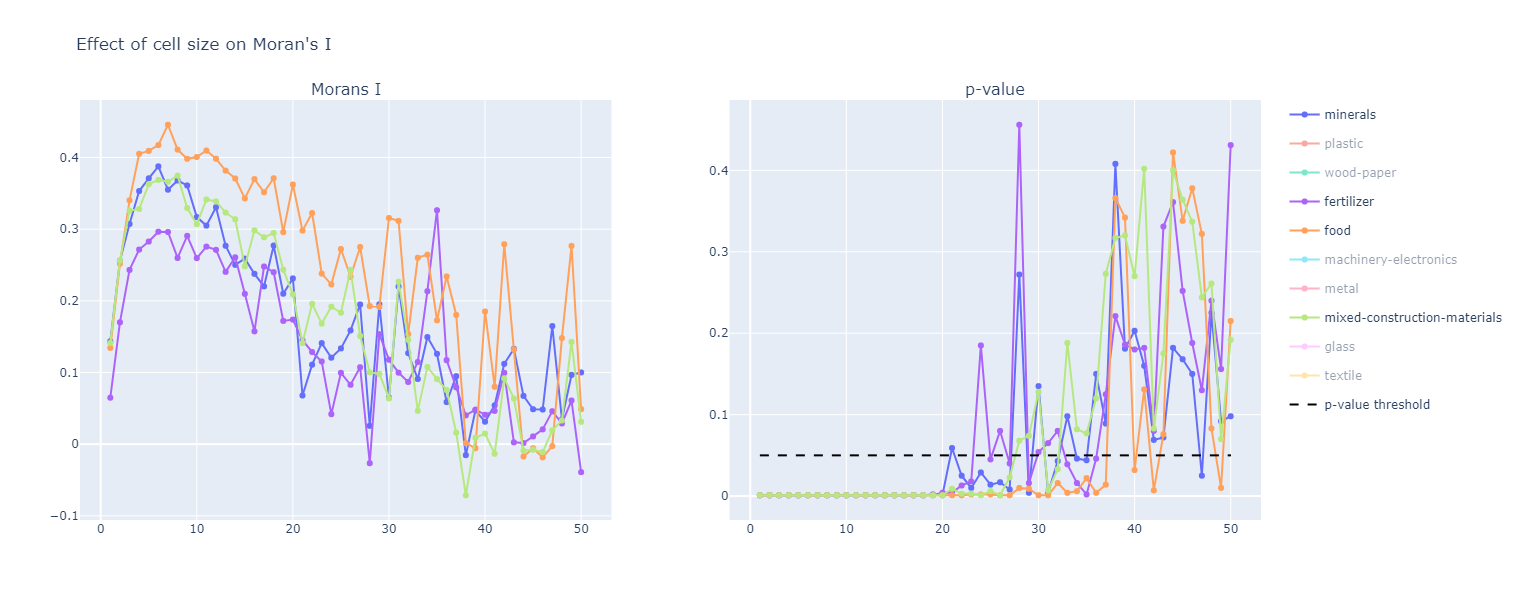 Effect of cell size on Moran's I
Morans I
p-value
0.4
0.3
0.2
0.1
0
−0.1
0
10
20
30
40
50
0.4
0.3
0.2
0.1
0
0
10
20
30
40
50
minerals
plastic
wood-paper
fertilizer
food
machinery-electronics
metal
mixed-construction-materials
glass
textile
p-value threshold